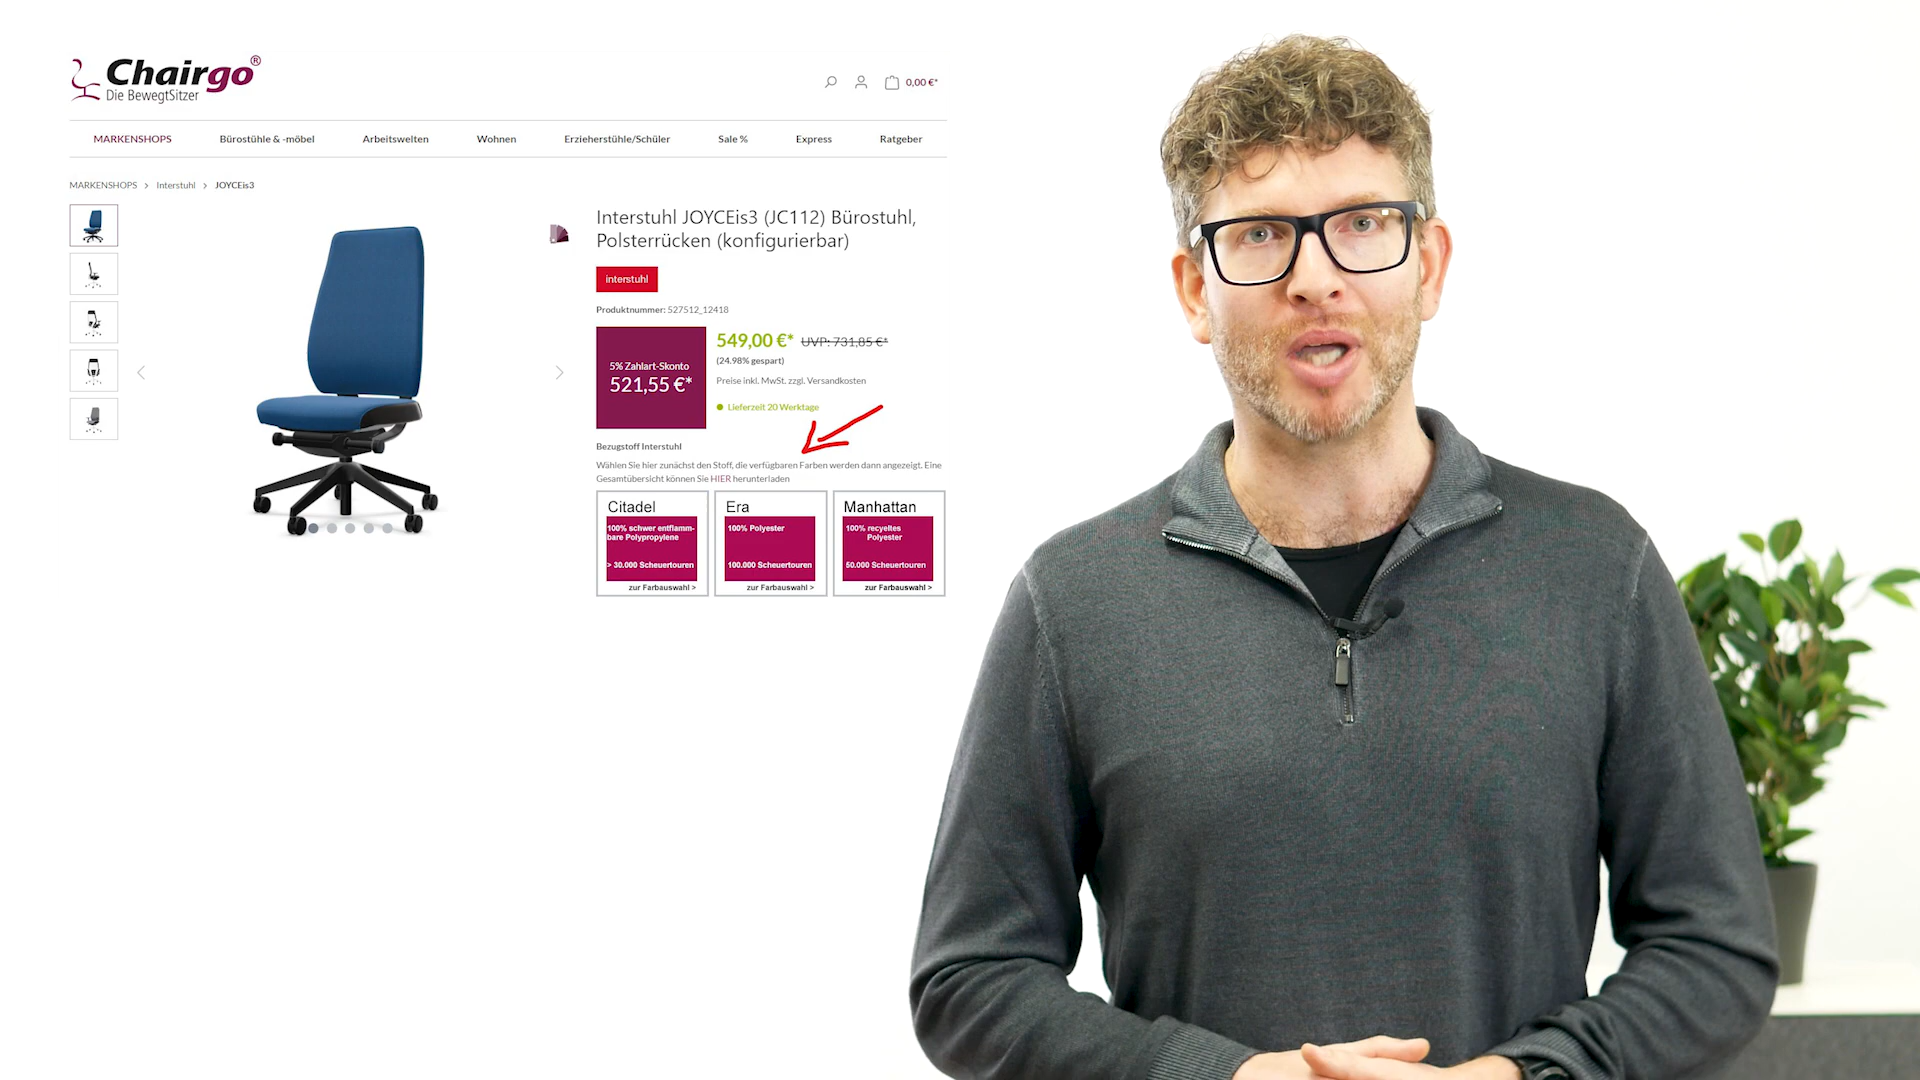 Chairgo®
Die BewegtSitzer
0,00 €*
MARKENSHOPS
Bürostühle & -möbel
Arbeitswelten
Wohnen
Erzieherstühle/Schüler
Sale %
Express
Ratgeber
MARKENSHOPS > Interstuhl > JOYCEis3
Interstuhl JOYCEis3 (JC112) Bürostuhl,
Polsterrücken (konfigurierbar)
interstuhl
Produktnummer: 527512_12418
5% Zahlart-Skonto
521,55 €*
549,00 €* UVP: 731,85 €*
(24.98% gespart)
Preise inkl. MwSt. zzgl. Versandkosten
Lieferzeit 20 Werktage
Bezugstoff Interstuhl
Wählen Sie hier zunächst den Stoff, die verfügbaren Farben werden dann angezeigt. Eine
Gesamtübersicht können Sie HIER herunterladen
Citadel
100% schwer entflamm-
bare Polypropylene
> 30.000 Scheuertouren
zur Farbauswahl >
Era
100% Polyester
100.000 Scheuertouren
zur Farbauswahl >
Manhattan
100% recyeltes
Polyester
50.000 Scheuertouren
zur Farbauswahl >